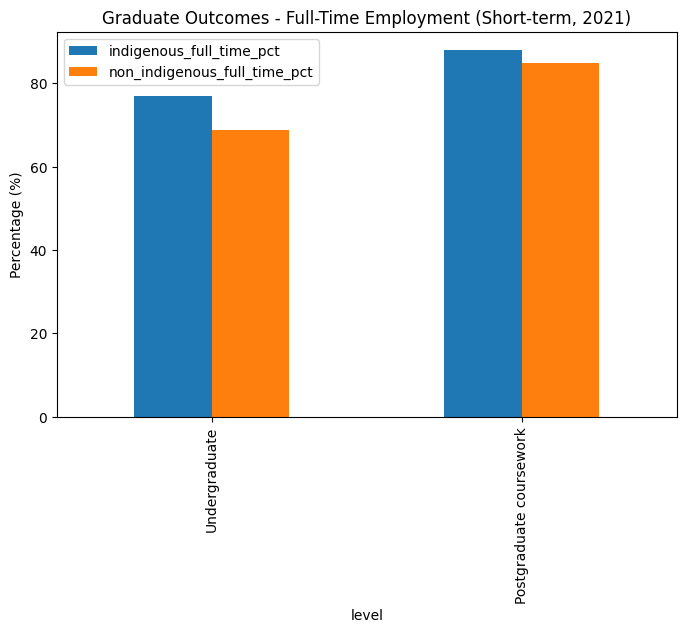 Graduate Outcomes - Full-Time Employment (Short-term, 2021)
indigenous_full_time_pct
non_indigenous_full_time_pct
Percentage (%)
80
60
40
20
0
Undergraduate
Postgraduate coursework
level